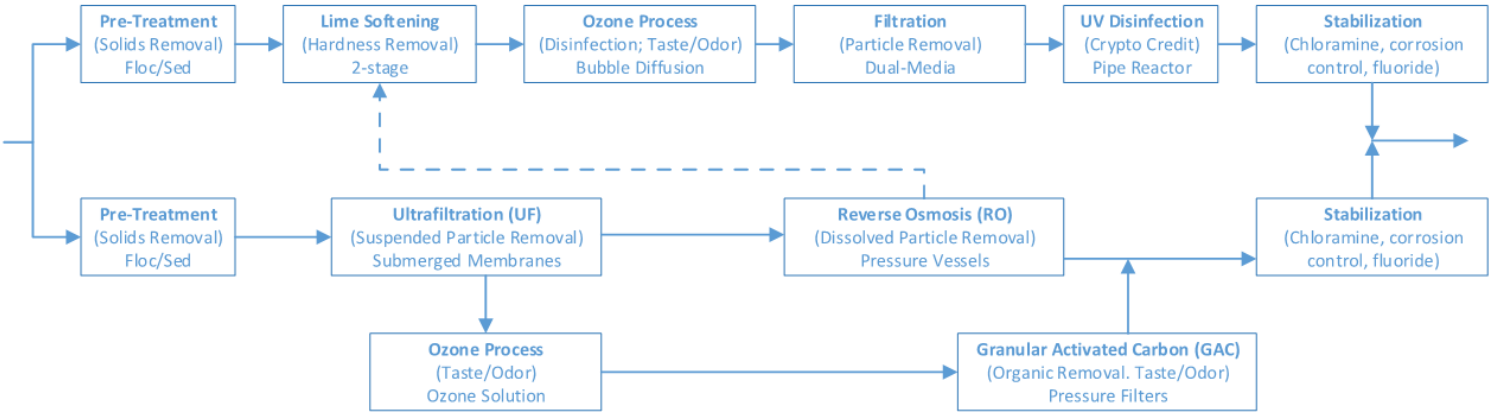 Pre-Treatment
(Solids Removal)
Floc/Sed
Lime Softening
(Hardness Removal)
2-stage
Ozone Process
(Disinfection; Taste/Odor)
Bubble Diffusion
Filtration
(Particle Removal)
Dual-Media
UV Disinfection
(Crypto Credit)
Pipe Reactor
Stabilization
(Chloramine, corrosion
control, fluoride)
Pre-Treatment
(Solids Removal)
Floc/Sed
Ultrafiltration (UF)
(Suspended Particle Removal)
Submerged Membranes
Reverse Osmosis (RO)
(Dissolved Particle Removal)
Pressure Vessels
Stabilization
(Chloramine, corrosion
control, fluoride)
Ozone Process
(Taste/Odor)
Ozone Solution
Granular Activated Carbon (GAC)
(Organic Removal. Taste/Odor)
Pressure Filters